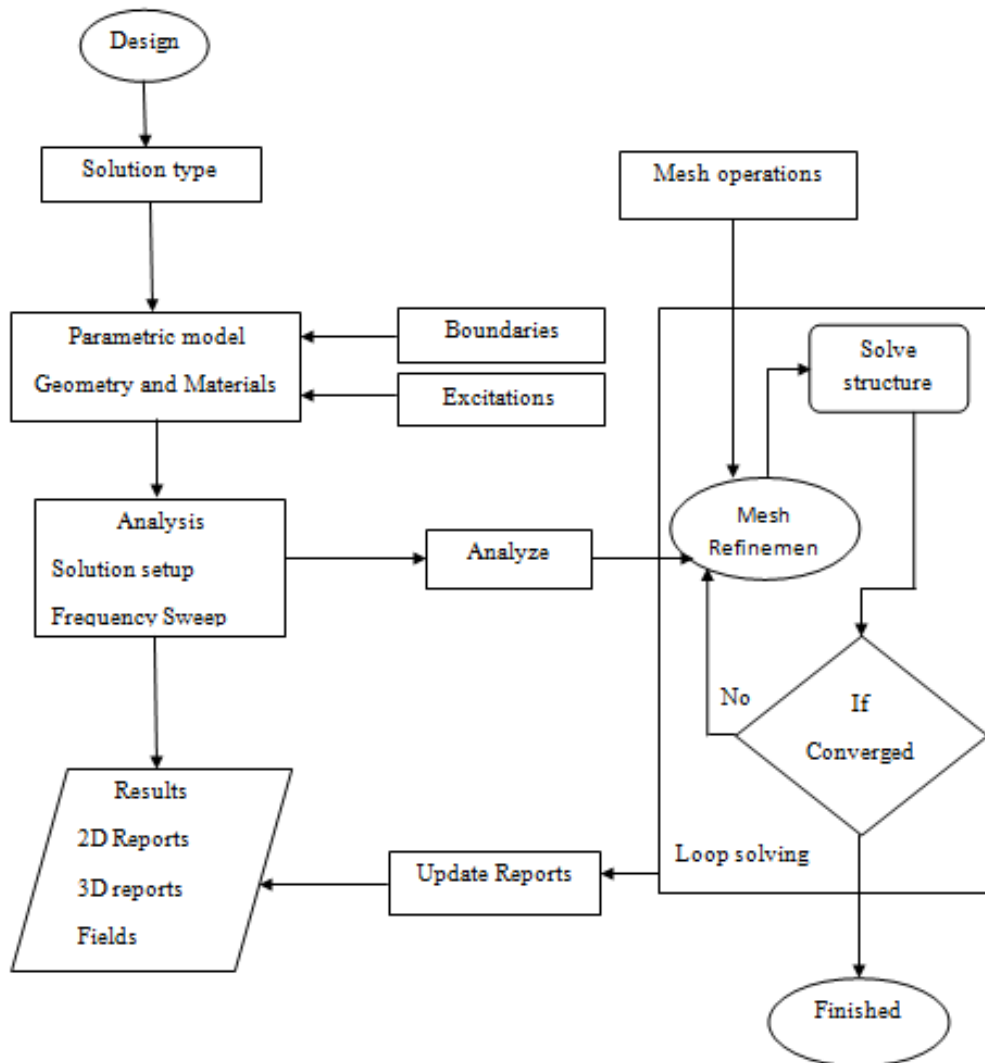 Design
Solution type
Mesh operations
Parametric model
Geometry and Materials
Boundaries
Excitations
Solve
structure
Mesh
Refinemen
Analysis
Solution setup
Frequency Sweep
Analyze
No
If
Converged
Results
2D Reports
3D reports
Fields
Update Reports
Loop solving
Finished